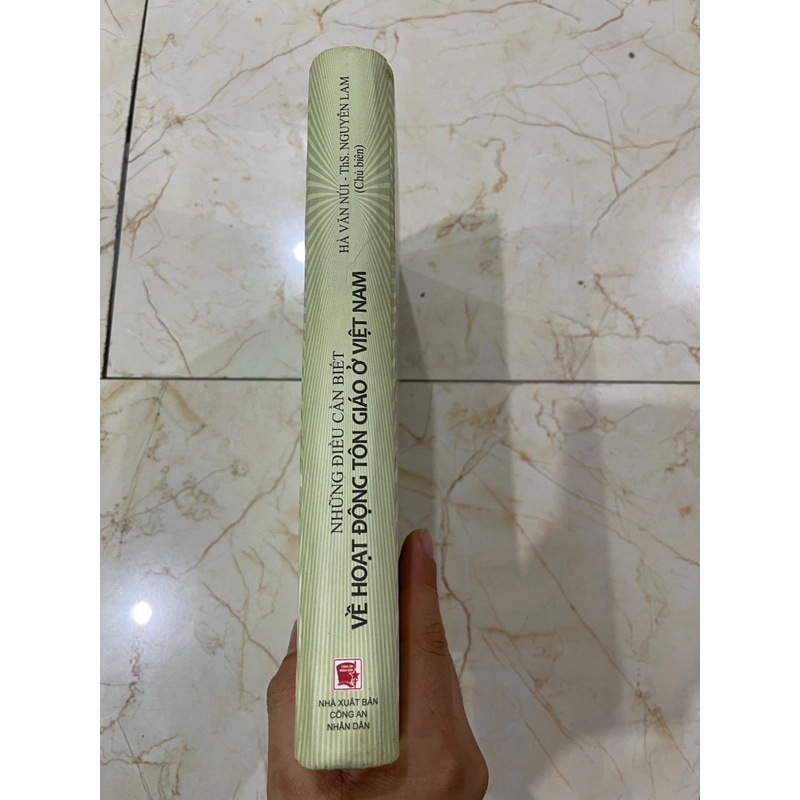 HÀ VĂN NÚI - ThS. NGUYỄN LAM
(Chủ biên)
NHỮNG ĐIỀU CẦN BIẾT
VỀ HOẠT ĐỘNG TÔN GIÁO Ở VIỆT NAM
NHÀ XUẤT BẢN
CÔNG AN
NHÂN DÂN